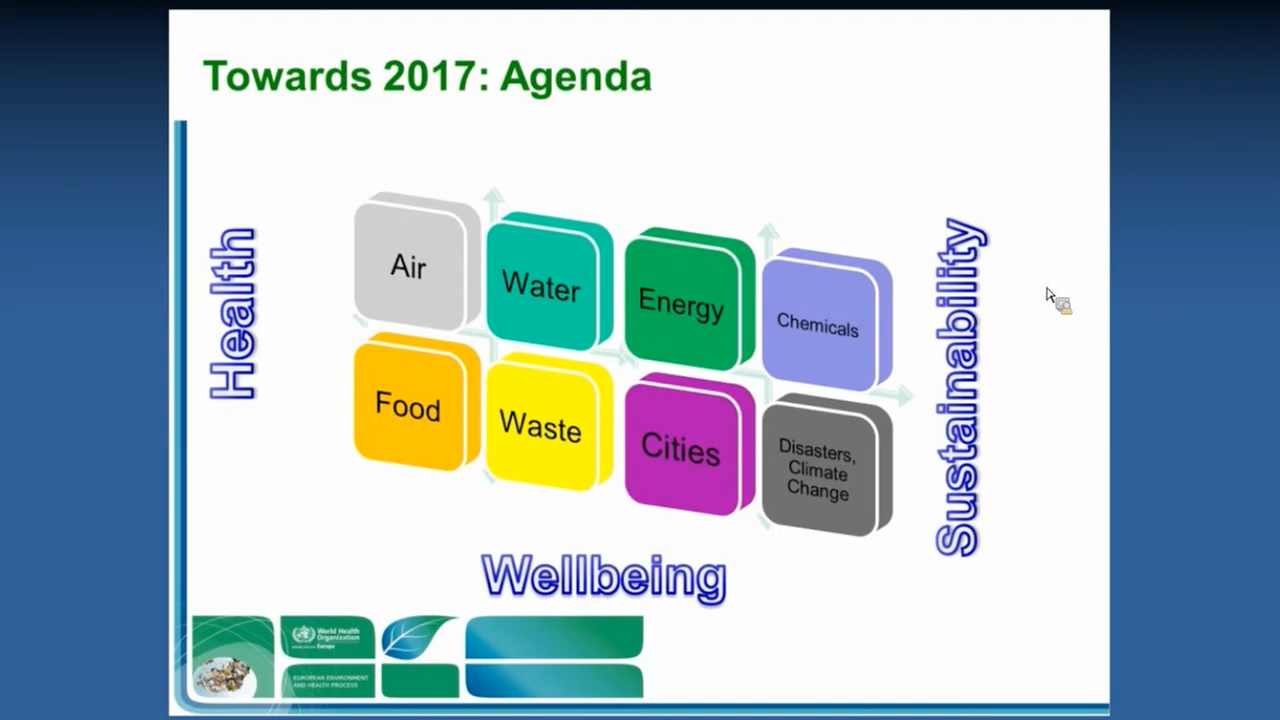 Towards 2017: Agenda
Health
Air
Water
Energy
Chemicals
Food
Waste
Cities
Disasters,
Climate
Change
Sustainability
Wellbeing
World Health
Organization
Europe
EUROPEAN ENVIRONMENT
AND HEALTH PROCESS